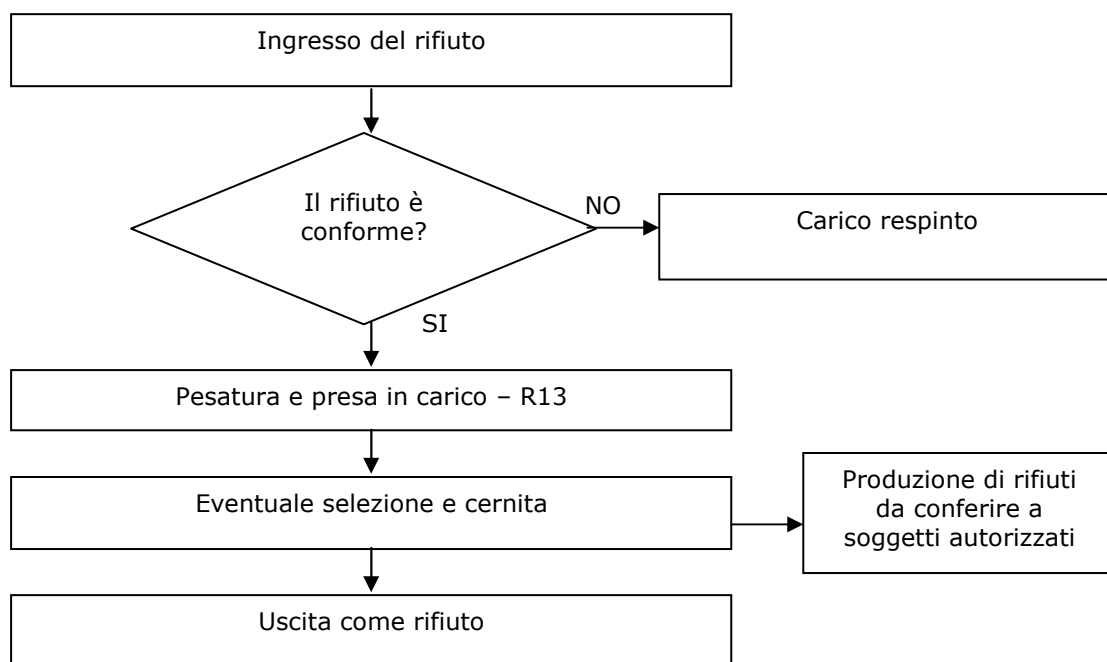 Ingresso del rifiuto
Il rifiuto è
conforme?
NO
Carico respinto
SI
Pesatura e presa in carico – R13
Eventuale selezione e cernita
Produzione di rifiuti
da conferire a
soggetti autorizzati
Uscita come rifiuto